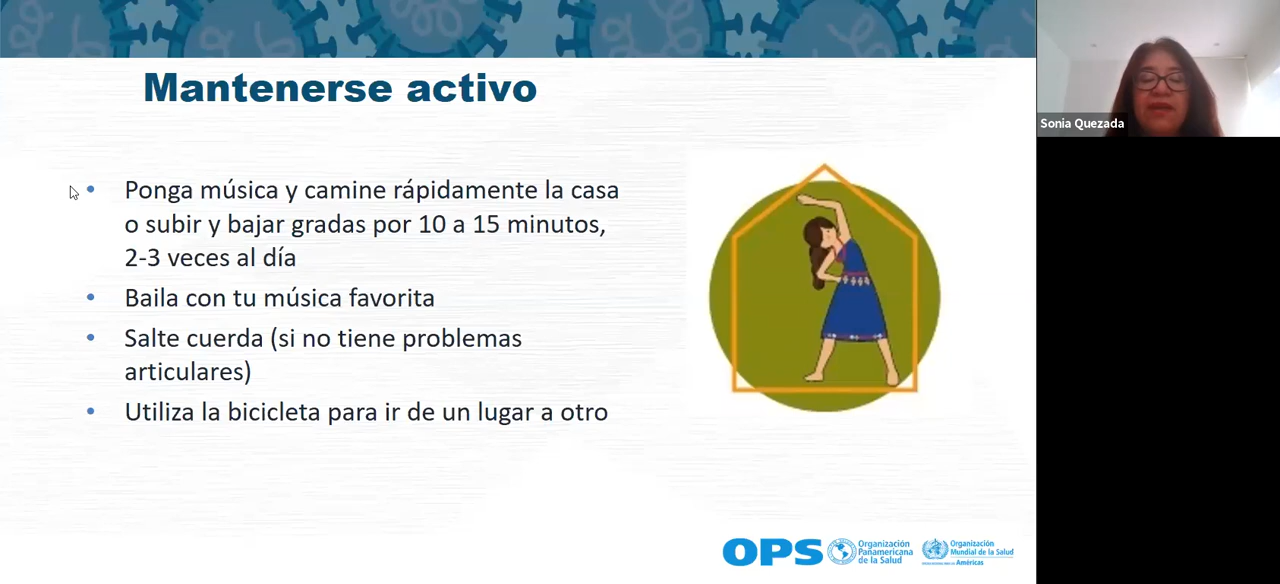 Mantenerse activo
Sonia Quezada
• Ponga música y camine rápidamente la casa
o subir y bajar gradas por 10 a 15 minutos,
2-3 veces al día
• Baila con tu música favorita
• Salte cuerda (si no tiene problemas
articulares)
• Utiliza la bicicleta para ir de un lugar a otro
OPS
Organización
Panamericana
de la Salud
Organización
Mundial de la Salud
Américas